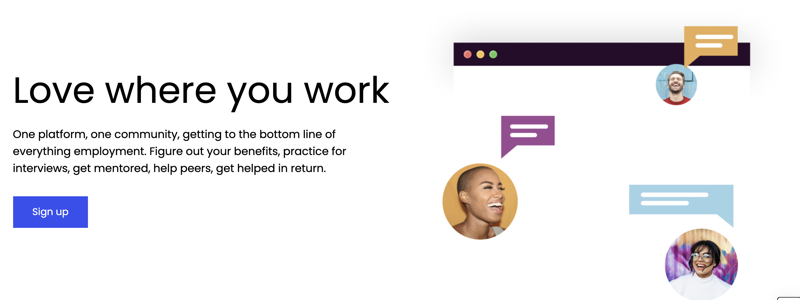 Love where you work
One platform, one community, getting to the bottom line of
everything employment. Figure out your benefits, practice for
interviews, get mentored, help peers, get helped in return.
Sign up